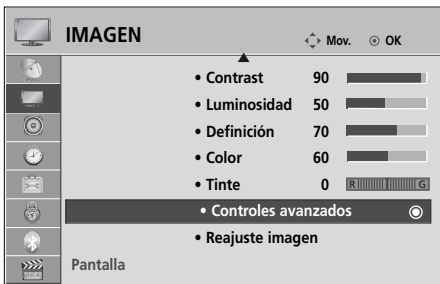 IMAGEN Mov. OK
• Contrast 90
• Luminosidad 50
• Definición 70
• Color 60
• Tinte 0 R G
• Controles avanzados
• Reajuste imagen
Pantalla